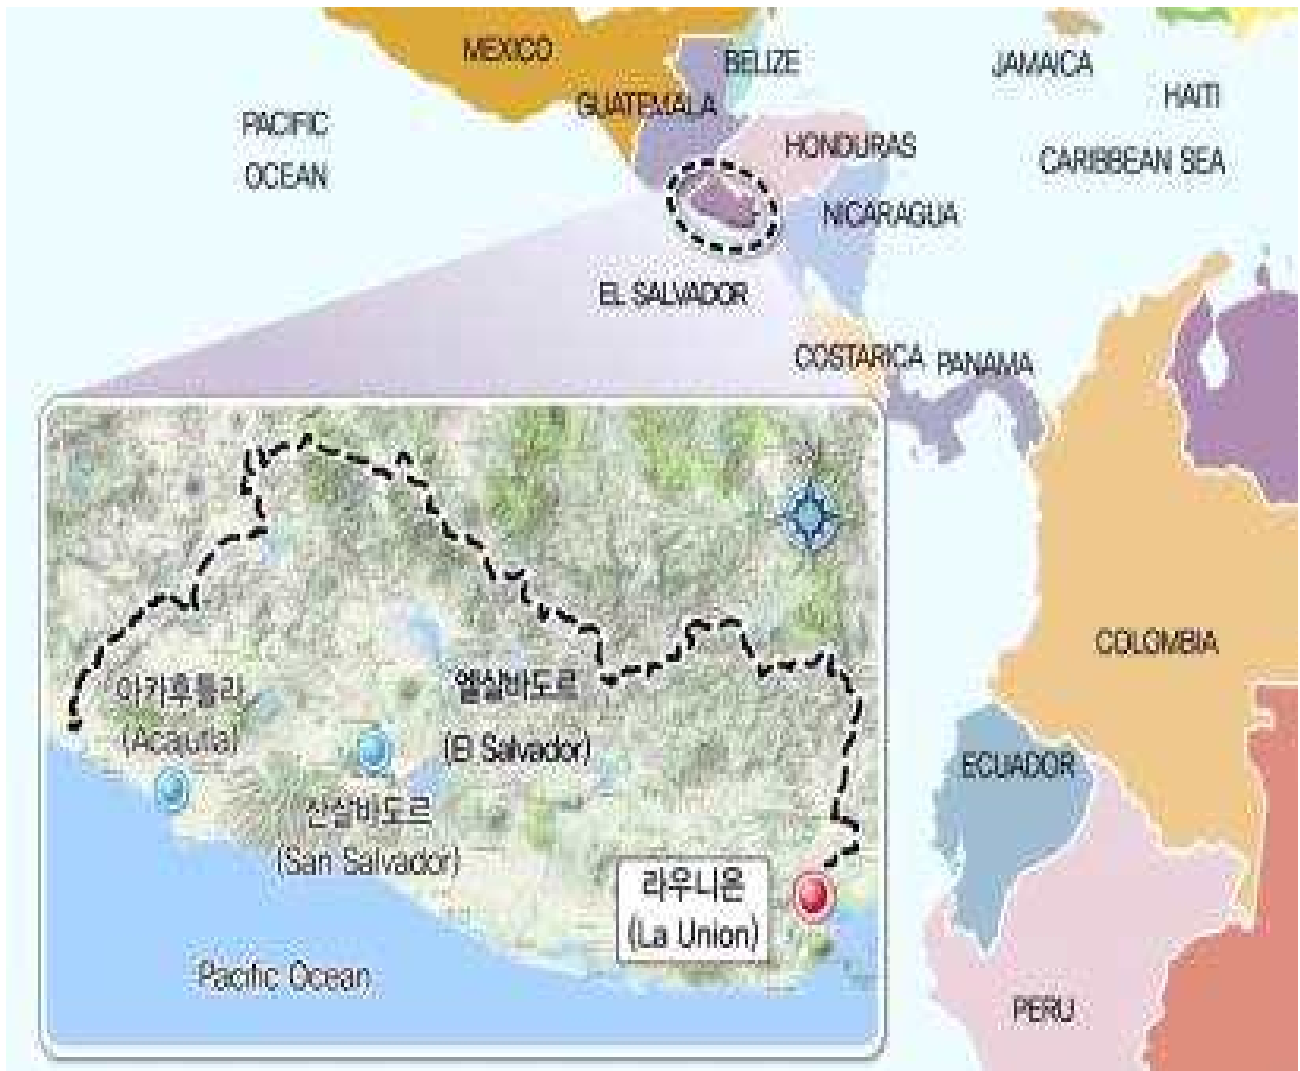 MEXICO
BELIZE
JAMAICA
GUATEMALA
HAITI
PACIFIC
OCEAN
HONDURAS
CARIBBEAN SEA
NICARAGUA
EL SALVADOR
COSTARICA
PANAMA
COLOMBIA
아카후틀라
(Acautla)
엘살바도르
(El Salvador)
ECUADOR
산살바도르
(San Salvador)
라우니온
(La Union)
Pacific Ocean
PERU